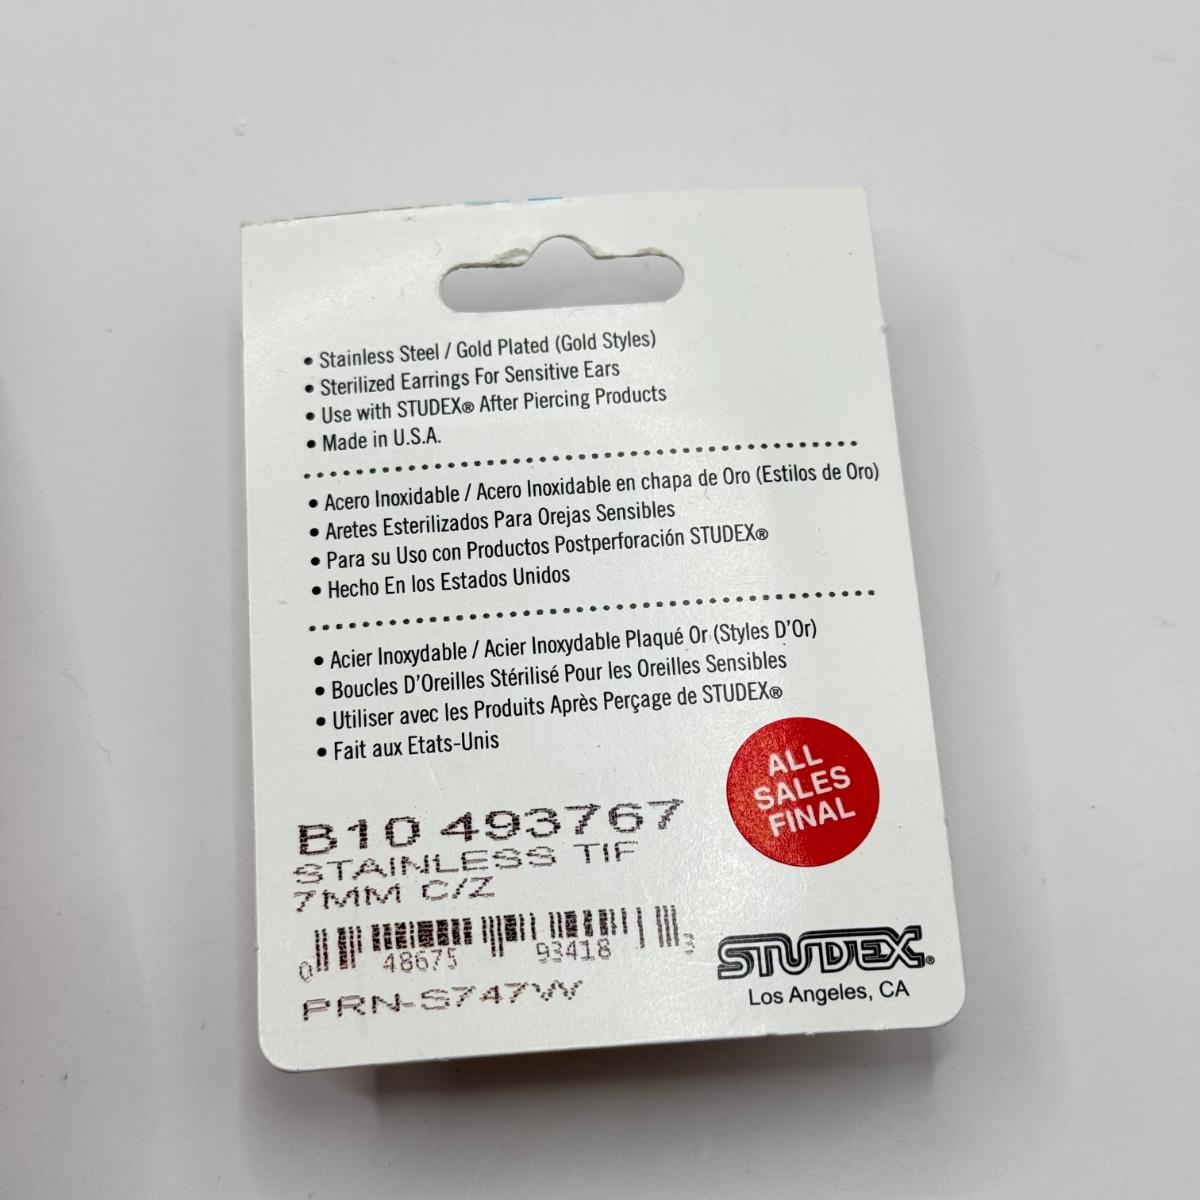 • Stainless Steel / Gold Plated (Gold Styles)
• Sterilized Earrings For Sensitive Ears
• Use with STUDEX® After Piercing Products
• Made in U.S.A.
• Acero Inoxidable / Acero Inoxidable en chapa de Oro (Estilos de Oro)
• Aretes Esterilizados Para Orejas Sensibles
• Para su Uso con Productos Postperforación STUDEX®
• Hecho En los Estados Unidos
• Acier Inoxydable / Acier Inoxydable Plaqué Or (Styles D'Or)
• Boucles D'Oreilles Stérilisé Pour les Oreilles Sensibles
• Utiliser avec les Produits Après Perçage de STUDEX®
• Fait aux Etats-Unis
ALL
SALES
FINAL
B10 493767
STAINLESS TIF
7MM C/Z
0 48675 93418 3
PRN-S747W
STUDEX®
Los Angeles, CA